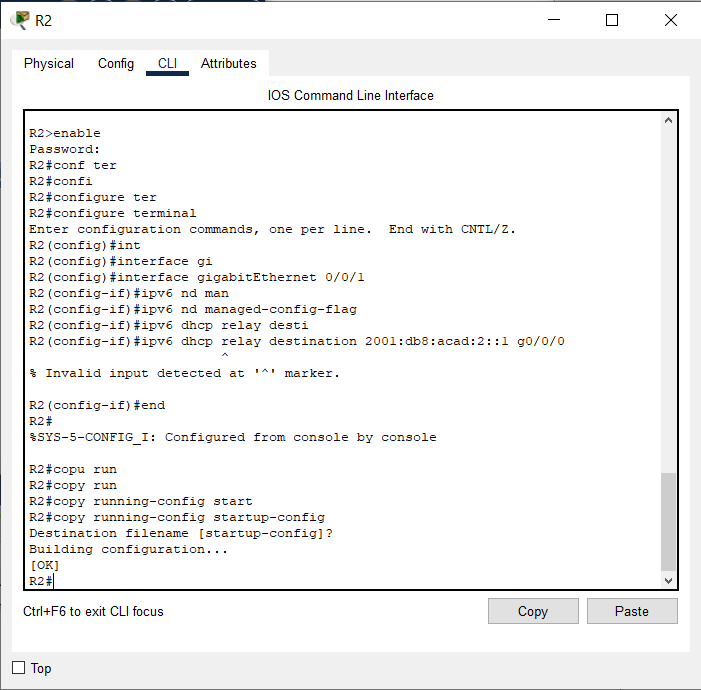 R2
Physical Config CLI Attributes
IOS Command Line Interface
R2>enable
Password:
R2#conf ter
R2#confi
R2#configure ter
R2#configure terminal
Enter configuration commands, one per line.  End with CNTL/Z.
R2(config)#int
R2(config)#interface gi
R2(config)#interface gigabitEthernet 0/0/1
R2(config-if)#ipv6 nd man
R2(config-if)#ipv6 nd managed-config-flag
R2(config-if)#ipv6 dhcp relay desti
R2(config-if)#ipv6 dhcp relay destination 2001:db8:acad:2::1 g0/0/0
^
% Invalid input detected at '^' marker.
R2(config-if)#end
R2#
%SYS-5-CONFIG_I: Configured from console by console
R2#copu run
R2#copy run
R2#copy running-config start
R2#copy running-config startup-config
Destination filename [startup-config]?
Building configuration...
[OK]
R2#
Ctrl+F6 to exit CLI focus
Copy Paste
Top